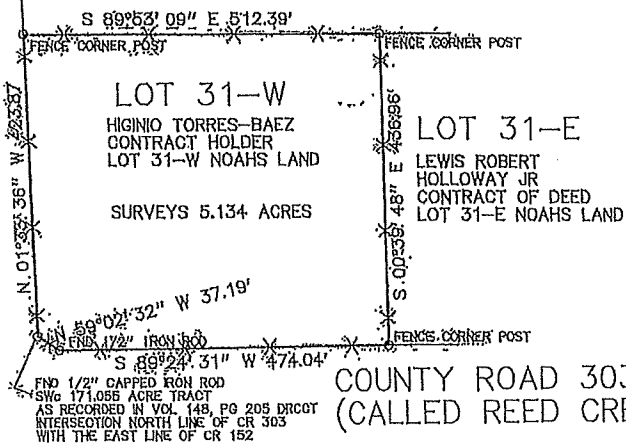 S 89°53' 09" E 512.39'
FENCE CORNER POST
FENCE CORNER POST
LOT 31-W
HIGINIO TORRES-BAEZ
CONTRACT HOLDER
LOT 31-W NOAHS LAND
SURVEYS 5.134 ACRES
LOT 31-E
LEWIS ROBERT
HOLLOWAY JR
CONTRACT OF DEED
LOT 31-E NOAHS LAND
W
S 00°39' 48" E 436.96'
N 59°02' 32" W 37.19'
FND 1/2" IRON ROD
FENCE CORNER POST
S 89°24' 31" W 474.04'
FND 1/2" CAPPED IRON ROD
SWc 171.055 ACRE TRACT
AS RECORDED IN VOL 148, PG 205 DRCGT
INTERSECTION NORTH LINE OF CR 303
WITH THE EAST LINE OF CR 152
COUNTY ROAD 303
(CALLED REED CRE